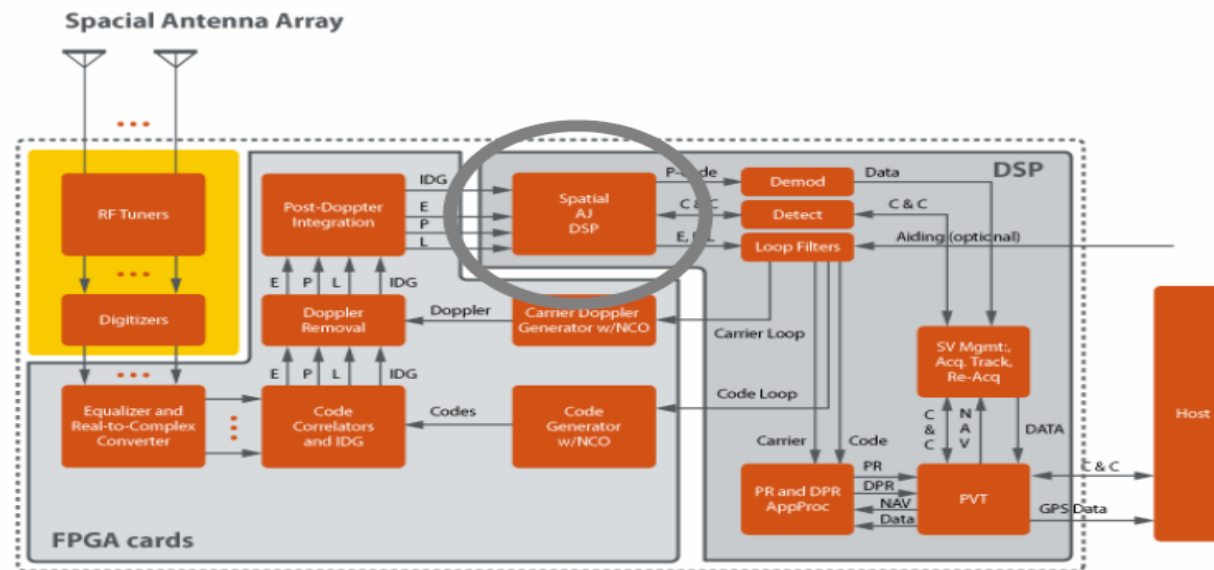 Spacial Antenna Array
RF Tuners
Digitizers
Equalizer and
Real-to-Complex
Converter
FPGA cards
Post-Doppter
Integration
IDG
E
P
L
E
P
L
IDG
Doppler
Removal
Doppler
Carrier Doppler
Generator w/NCO
E
P
L
IDG
Code
Correlators
and IDG
Codes
Code
Generator
w/NCO
Spatial
AJ
DSP
P-Code
C & C
DSP
Demod
Data
Detect
C & C
Loop Filters
Aiding (optional)
Carrier Loop
Code Loop
SV Mgmt:,
Acq. Track,
Re-Acq
C
&
C
N
A
V
DATA
Carrier
Code
PR and DPR
AppProc
PR
DPR
NAV
Data
PVT
C & C
GPS Data
Host